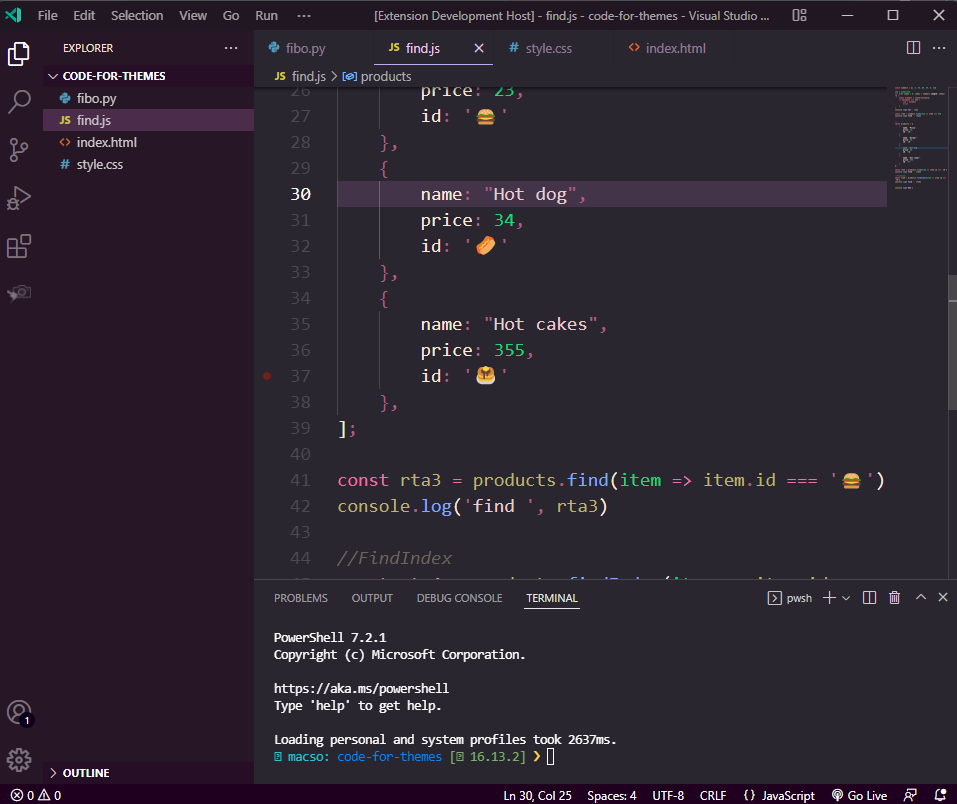 File Edit Selection View Go Run ··· [Extension Development Host] - find.js - code-for-themes - Visual Studio ...
EXPLORER ···
CODE-FOR-THEMES
fibo.py
JS find.js
<> index.html
# style.css
OUTLINE
fibo.py JS find.js # style.css <> index.html
JS find.js > products
26 price: 23,
27 id: '🍔'
28 },
29 {
30 name: "Hot dog",
31 price: 34,
32 id: '🌭'
33 },
34 {
35 name: "Hot cakes",
36 price: 355,
37 id: '🥞'
38 },
39 ];
40
41 const rta3 = products.find(item => item.id === '🍔')
42 console.log('find ', rta3)
43
44 //FindIndex
PROBLEMS OUTPUT DEBUG CONSOLE TERMINAL pwsh
PowerShell 7.2.1
Copyright (c) Microsoft Corporation.
https://aka.ms/powershell
Type 'help' to get help.
Loading personal and system profiles took 2637ms.
macso: code-for-themes [ 16.13.2] ❯
1
0 0 Ln 30, Col 25 Spaces: 4 UTF-8 CRLF {} JavaScript Go Live